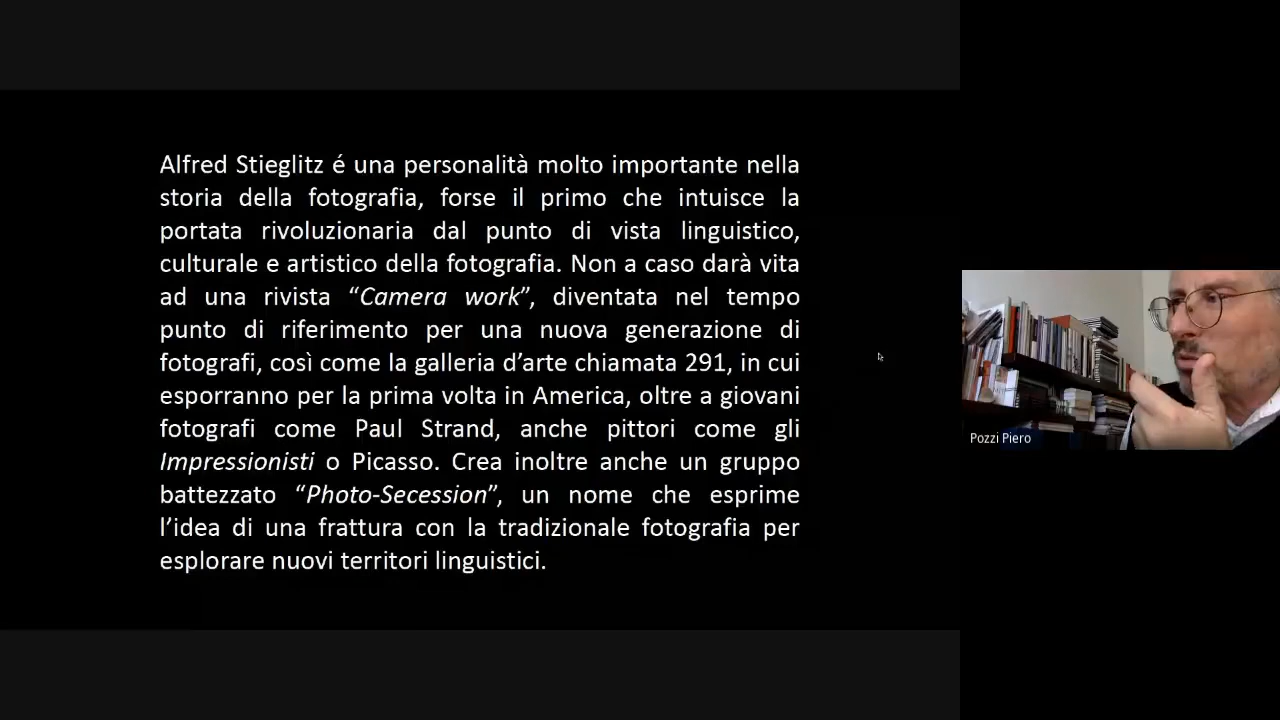 Alfred Stieglitz é una personalità molto importante nella
storia della fotografia, forse il primo che intuisce la
portata rivoluzionaria dal punto di vista linguistico,
culturale e artistico della fotografia. Non a caso darà vita
ad una rivista “Camera work”, diventata nel tempo
punto di riferimento per una nuova generazione di
fotografi, così come la galleria d’arte chiamata 291, in cui
esporranno per la prima volta in America, oltre a giovani
fotografi come Paul Strand, anche pittori come gli
Impressionisti o Picasso. Crea inoltre anche un gruppo
battezzato “Photo-Secession”, un nome che esprime
l’idea di una frattura con la tradizionale fotografia per
esplorare nuovi territori linguistici.
Pozzi Piero